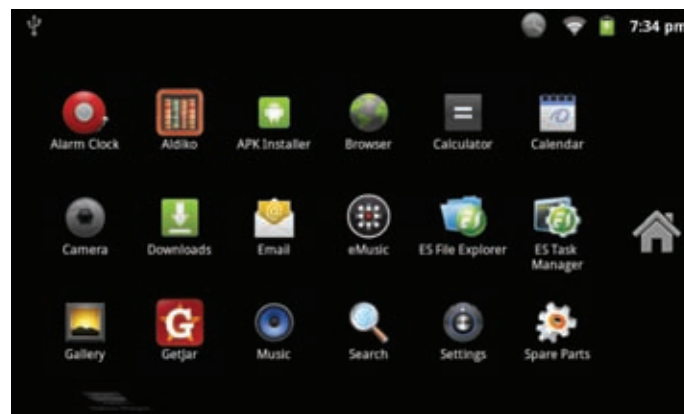 7:34 pm
Alarm Clock Aldiko APK Installer Browser Calculator Calendar
Camera Downloads Email eMusic ES File Explorer ES Task
Manager
G
Gallery GetJar Music Search Settings Spare Parts